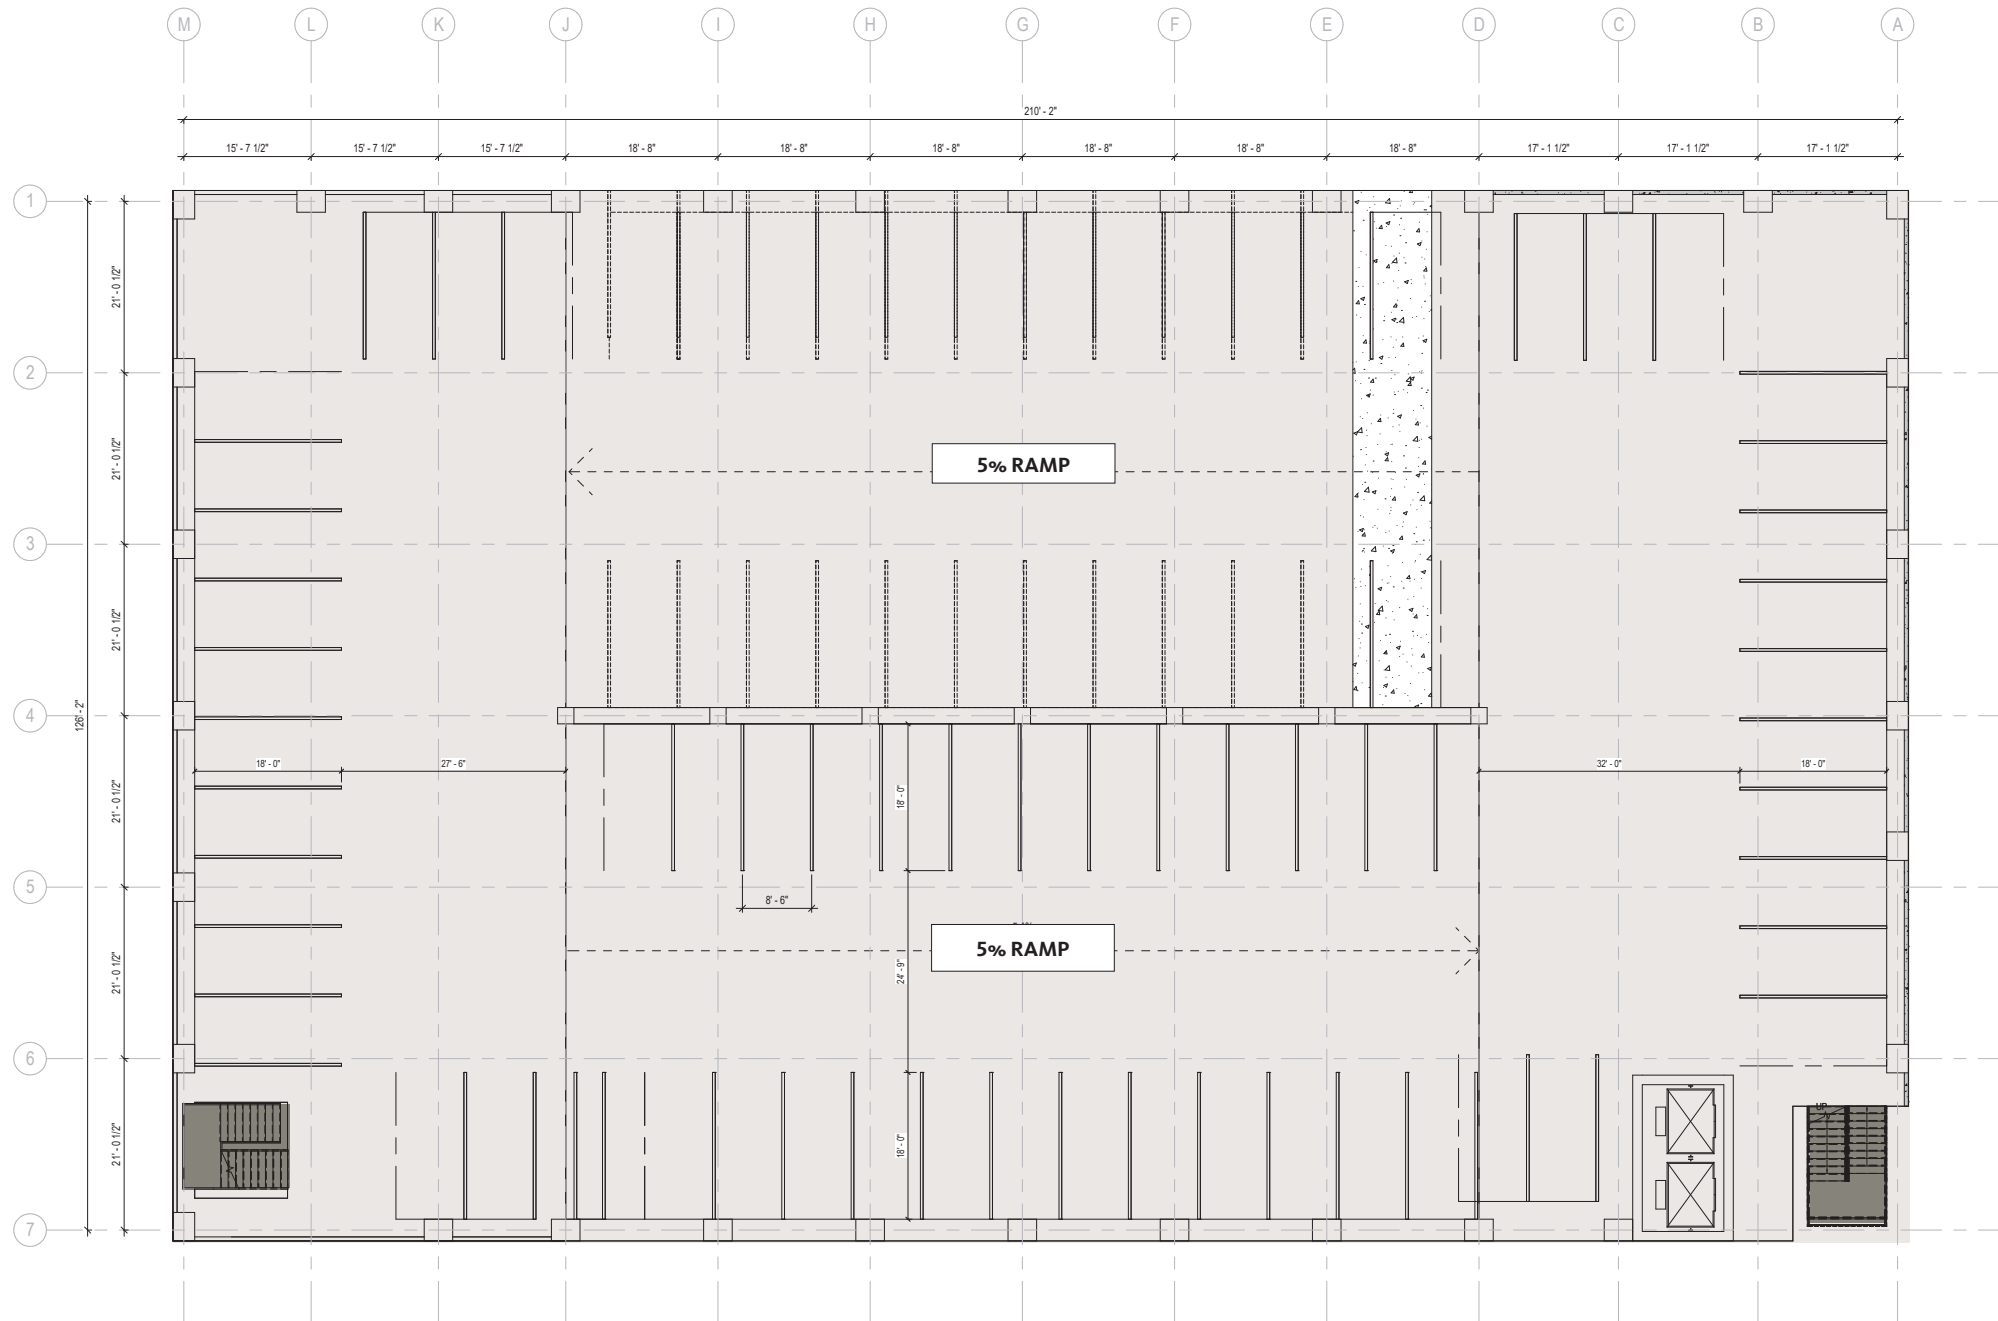 M L K J I H G F E D C B A
210' - 2"
15' - 7 1/2" 15' - 7 1/2" 15' - 7 1/2" 18' - 8" 18' - 8" 18' - 8" 18' - 8" 18' - 8" 18' - 8" 17' - 1 1/2" 17' - 1 1/2" 17' - 1 1/2"
1
21' - 0 1/2"
2
21' - 0 1/2"
5% RAMP
3
21' - 0 1/2"
126' - 2"
4
18' - 0" 27' - 6" 32' - 0" 18' - 0"
21' - 0 1/2"
18' - 0"
5
8' - 6"
5% RAMP
21' - 0 1/2"
24' - 9"
6
UP
21' - 0 1/2"
18' - 0"
7